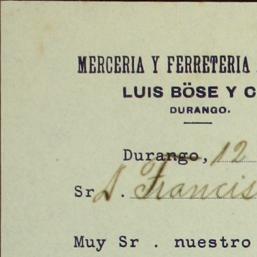 MERCERIA Y FERRETERIA
LUIS BÖSE Y C
DURANGO.
Durango, 12
Sr D. Francis
Muy Sr . nuestro